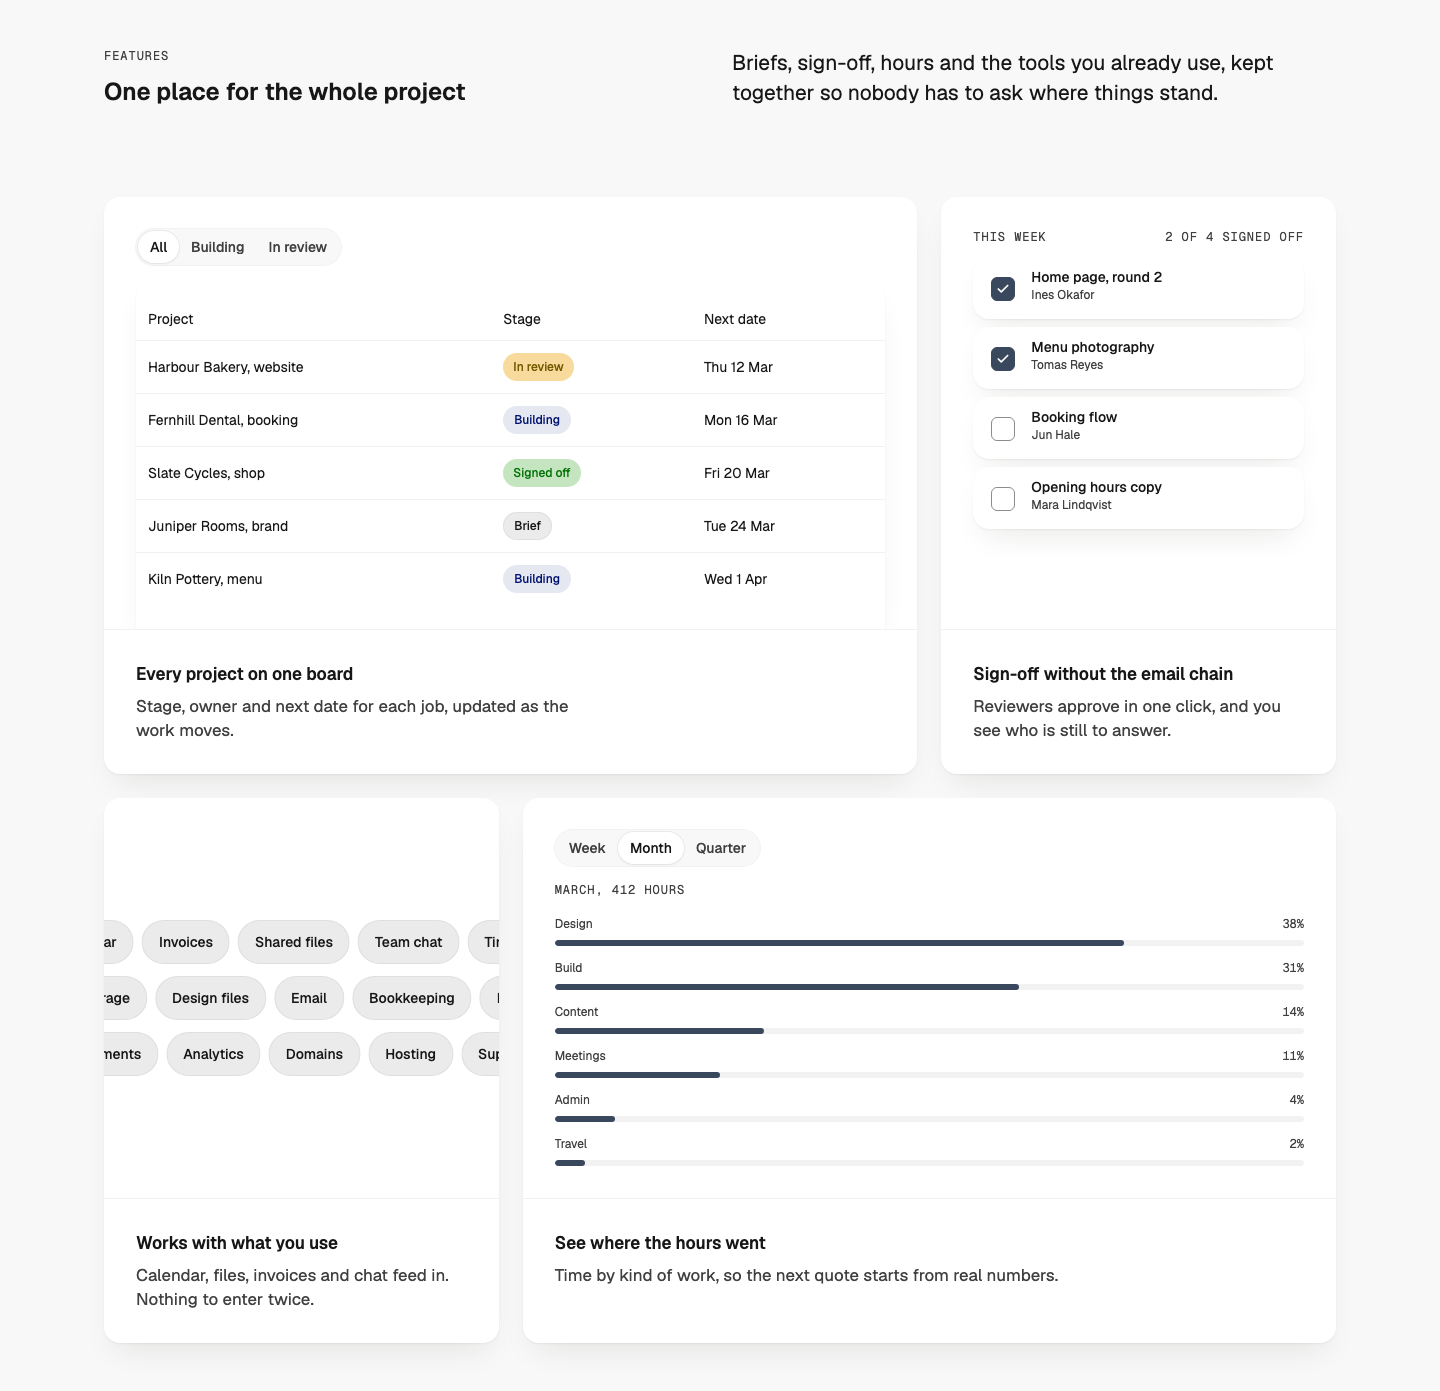 FEATURES
One place for the whole project
Briefs, sign-off, hours and the tools you already use, kept
together so nobody has to ask where things stand.
All Building In review
Project Stage Next date
Harbour Bakery, website In review Thu 12 Mar
Fernhill Dental, booking Building Mon 16 Mar
Slate Cycles, shop Signed off Fri 20 Mar
Juniper Rooms, brand Brief Tue 24 Mar
Kiln Pottery, menu Building Wed 1 Apr
Every project on one board
Stage, owner and next date for each job, updated as the
work moves.
THIS WEEK 2 OF 4 SIGNED OFF
Home page, round 2
Ines Okafor
Menu photography
Tomas Reyes
Booking flow
Jun Hale
Opening hours copy
Mara Lindqvist
Sign-off without the email chain
Reviewers approve in one click, and you
see who is still to answer.
Invoices Shared files Team chat
Design files Email Bookkeeping
Analytics Domains Hosting
Works with what you use
Calendar, files, invoices and chat feed in.
Nothing to enter twice.
Week Month Quarter
MARCH, 412 HOURS
Design 38%
Build 31%
Content 14%
Meetings 11%
Admin 4%
Travel 2%
See where the hours went
Time by kind of work, so the next quote starts from real numbers.